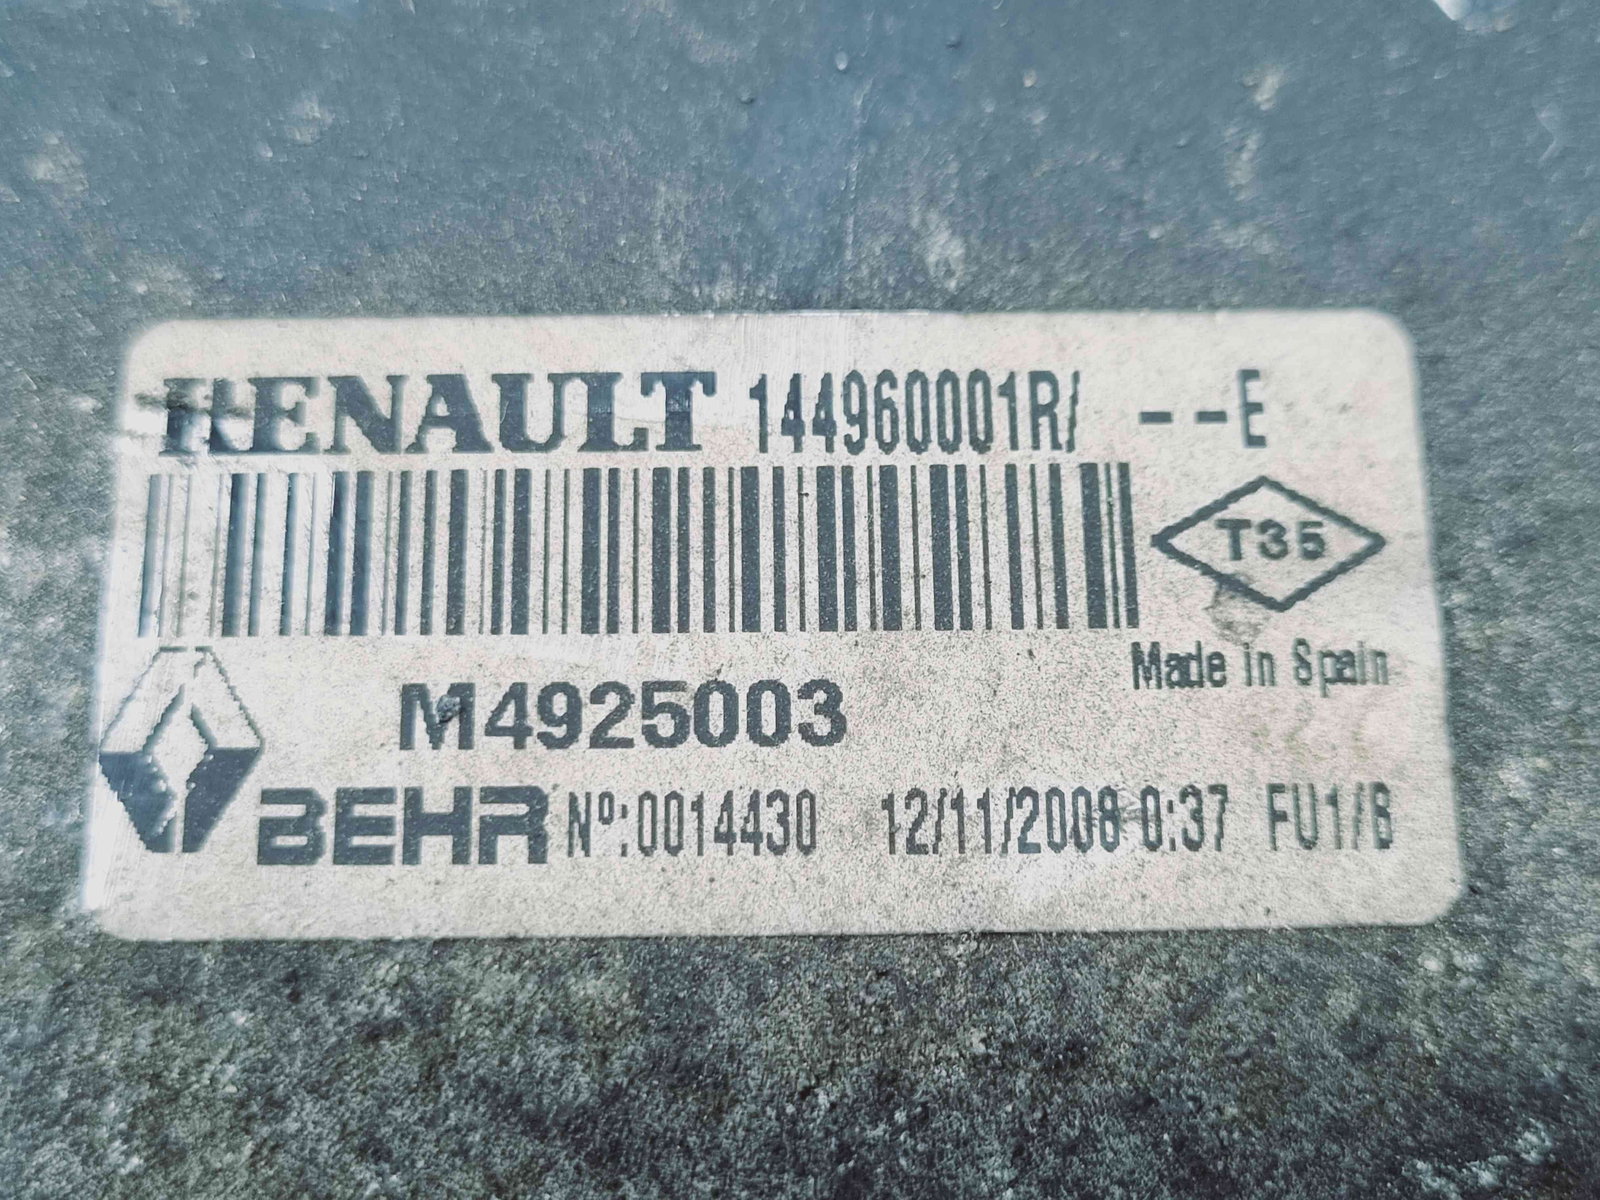 RENAULT 144960001R/ --E
T35
Made in Spain
M4925003
BEHR Nº:0014430 12/11/2008 0:37 FU1/B